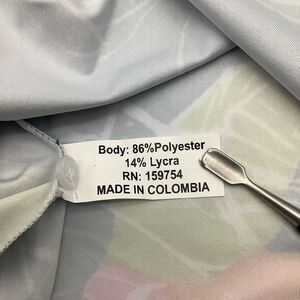 Body: 86%Polyester
14% Lycra
RN: 159754
MADE IN COLOMBIA